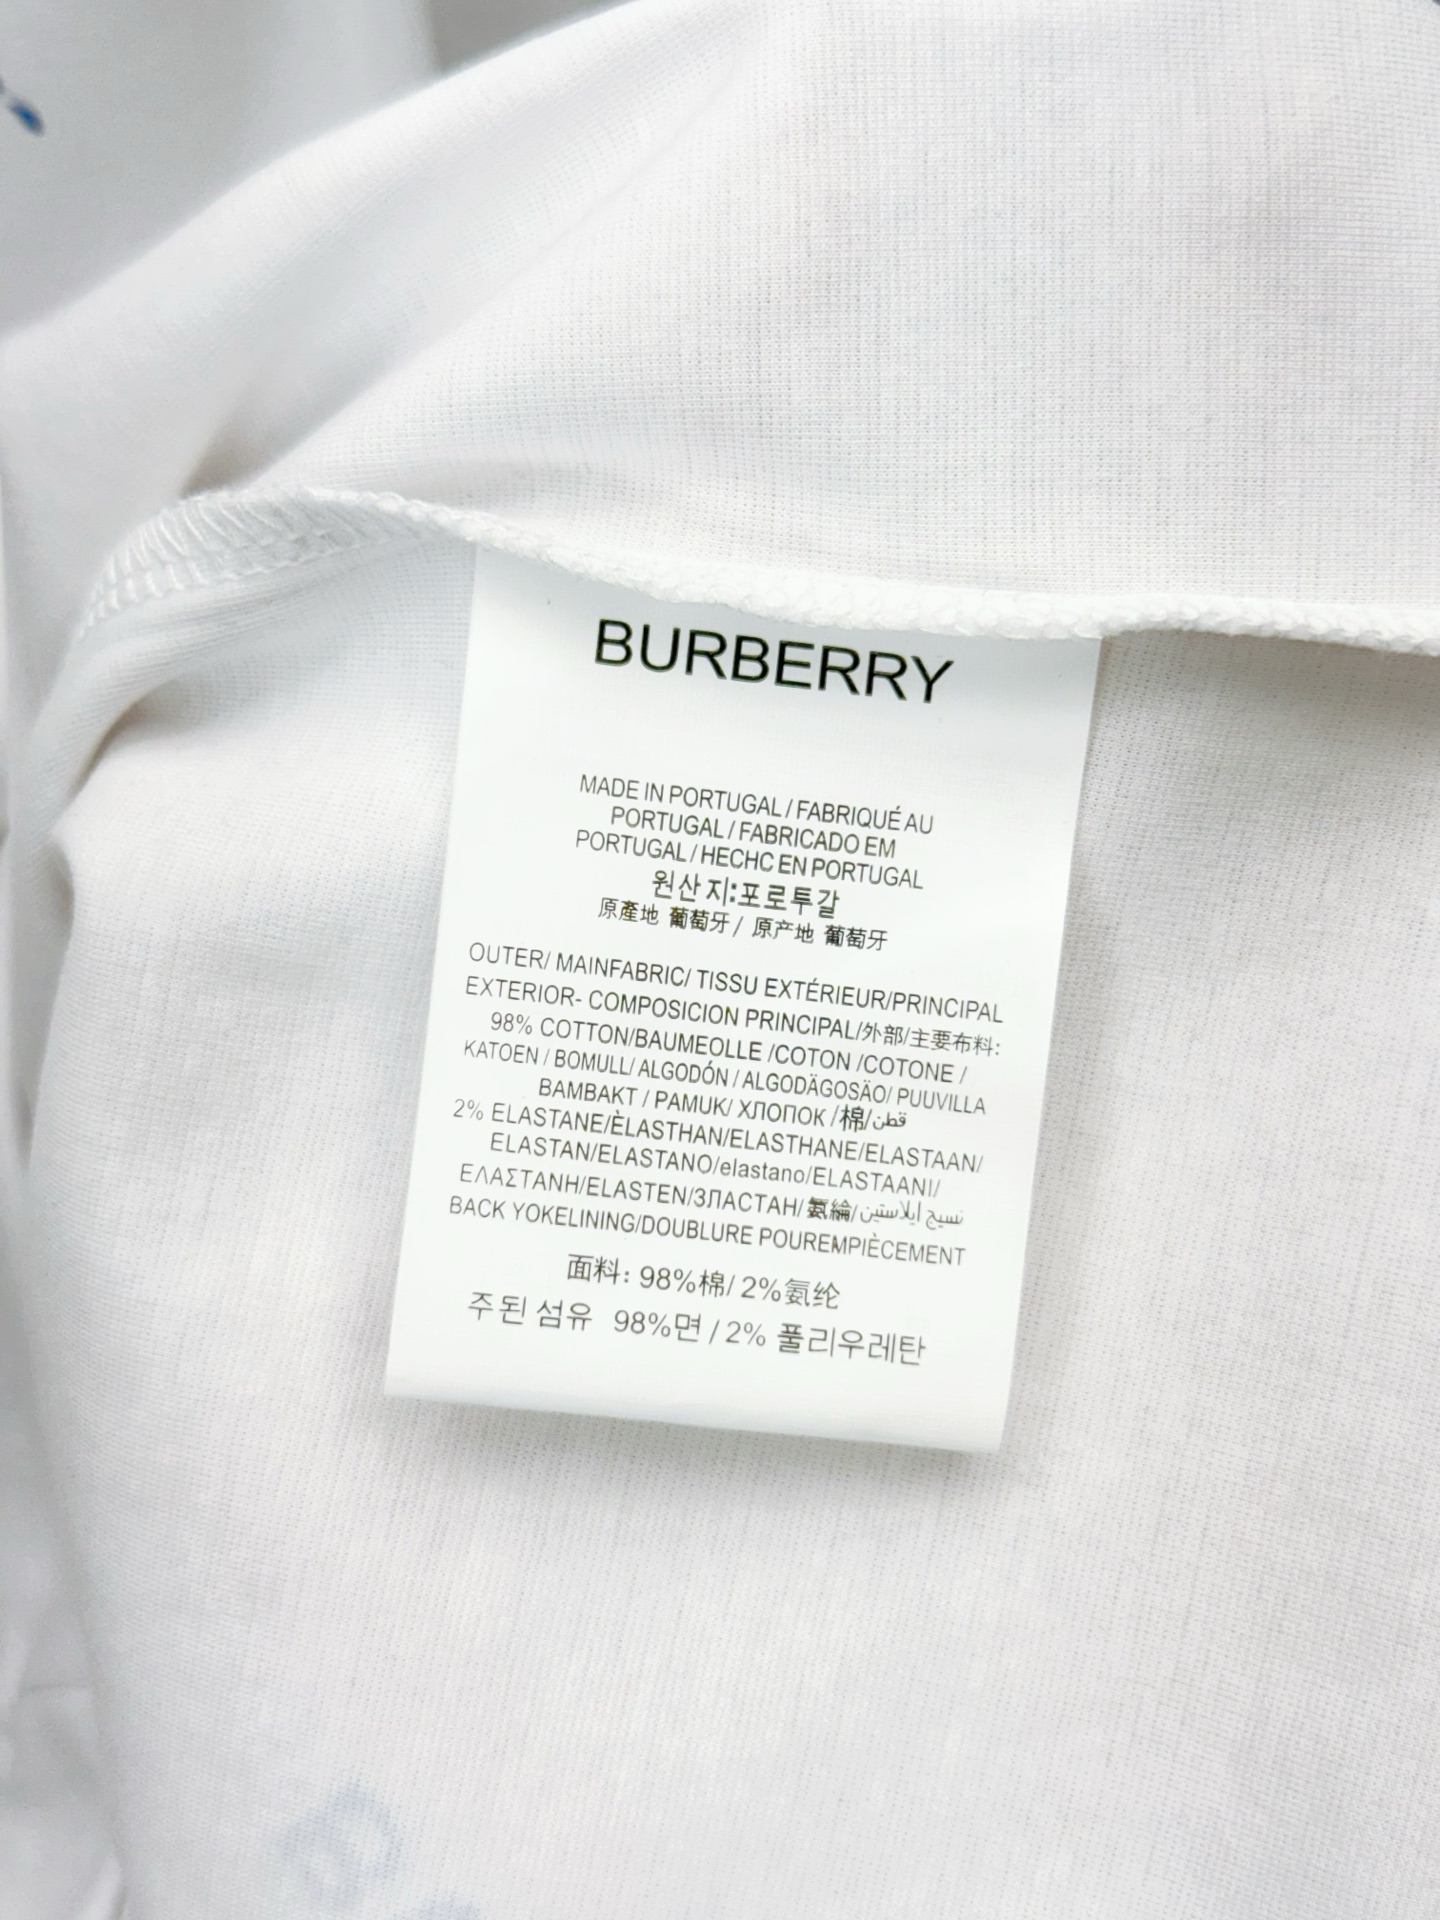 BURBERRY
MADE IN PORTUGAL / FABRIQUÉ AU
PORTUGAL / FABRICADO EM
PORTUGAL / HECHC EN PORTUGAL
원산지:포로투갈
原產地 葡萄牙 / 原产地 葡萄牙
OUTER/ MAINFABRIC/ TISSU EXTÉRIEUR/PRINCIPAL
EXTERIOR- COMPOSICION PRINCIPAL/外部/主要布料:
98% COTTON/BAUMEOLLE /COTON /COTONE /
KATOEN / BOMULL/ ALGODÓN / ALGODÄGOSÄO/ PUUVILLA
BAMBAKT / PAMUK/ ХЛОПОК /棉/قطن
2% ELASTANE/ÈLASTHAN/ELASTHANE/ELASTAAN/
ELASTAN/ELASTANO/elastano/ELASTAANI/
ΕΛΑΣΤΑΝΗ/ELASTEN/ЗПАСТАН/氨綸/نسيج ايلاستين
BACK YOKELINING/DOUBLURE POUREMPIÈCEMENT
面料: 98%棉/ 2%氨纶
주된 섬유 98%면 / 2% 폴리우레탄